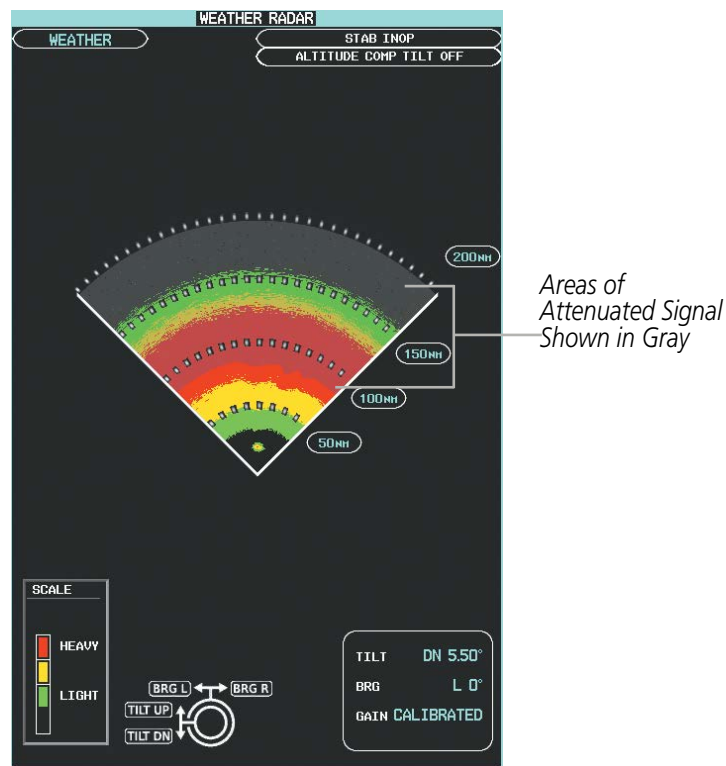 WEATHER RADAR
WEATHER
STAB INOP
ALTITUDE COMP TILT OFF
200NM
Areas of
Attenuated Signal
Shown in Gray
150NM
100NM
50NM
SCALE
HEAVY
LIGHT
BRG L
BRG R
TILT UP
TILT DN
TILT DN 5.50°
BRG L 0°
GAIN CALIBRATED